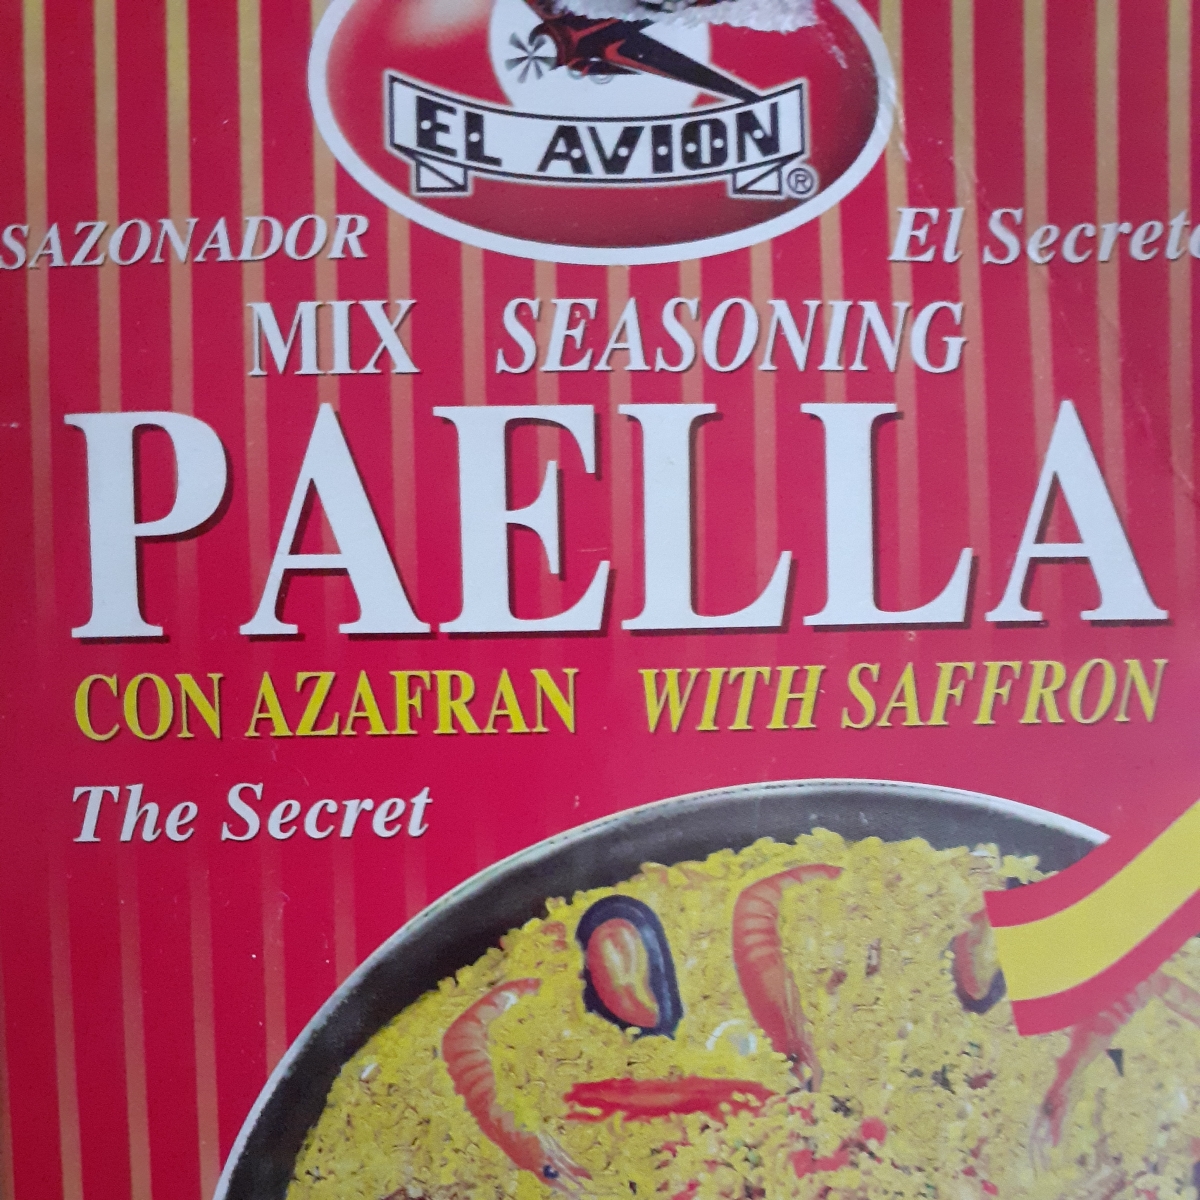 EL AVION
®
SAZONADOR El Secreto
MIX SEASONING
PAELLA
CON AZAFRAN WITH SAFFRON
The Secret